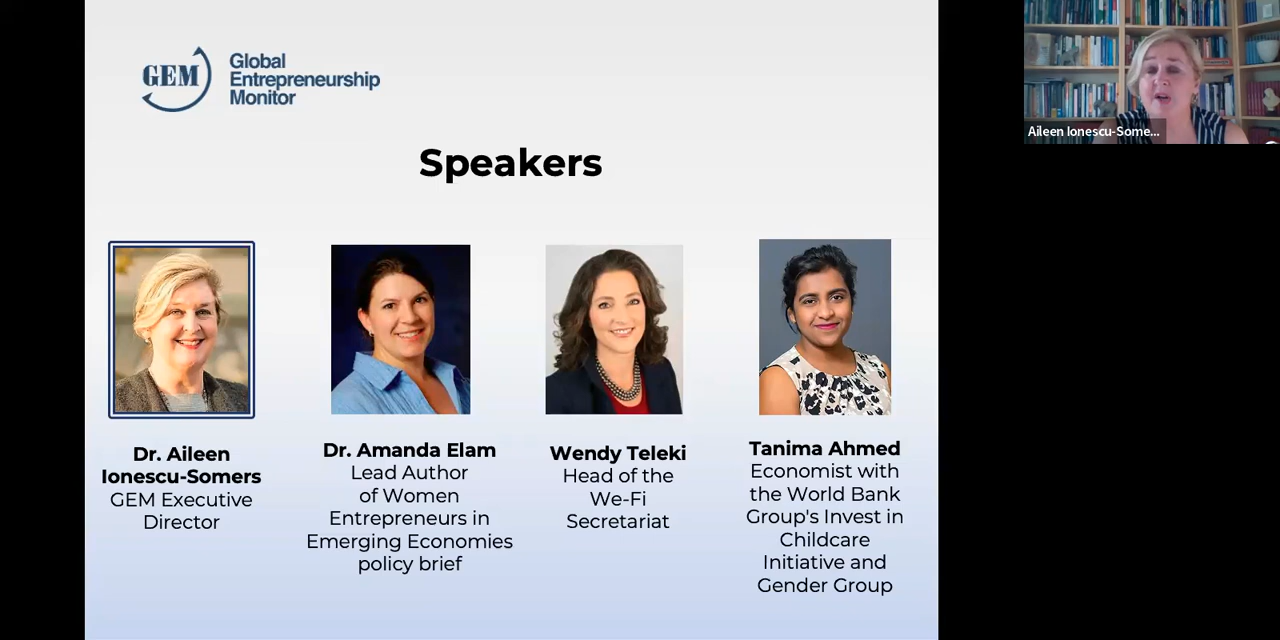 GEM
Global
Entrepreneurship
Monitor
Speakers
Dr. Aileen
Ionescu-Somers
GEM Executive
Director
Dr. Amanda Elam
Lead Author
of Women
Entrepreneurs in
Emerging Economies
policy brief
Wendy Teleki
Head of the
We-Fi
Secretariat
Tanima Ahmed
Economist with
the World Bank
Group's Invest in
Childcare
Initiative and
Gender Group
Aileen Ionescu-Some...